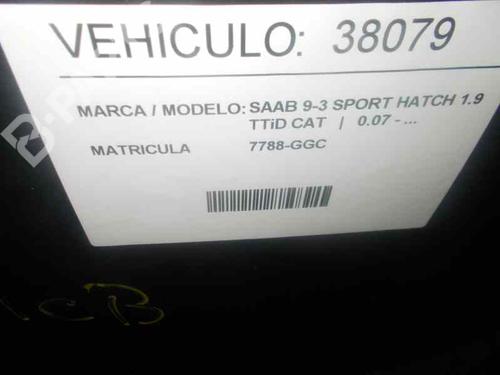 VEHICULO: 38079
MARCA / MODELO: SAAB 9-3 SPORT HATCH 1.9
TTiD CAT | 0.07 - ...
MATRICULA 7788-GGC